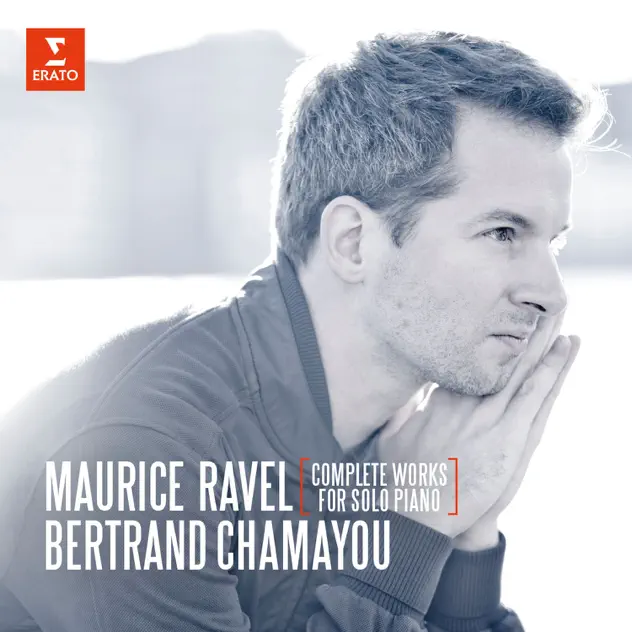 ERATO
MAURICE RAVEL [COMPLETE WORKS
FOR SOLO PIANO]
BERTRAND CHAMAYOU